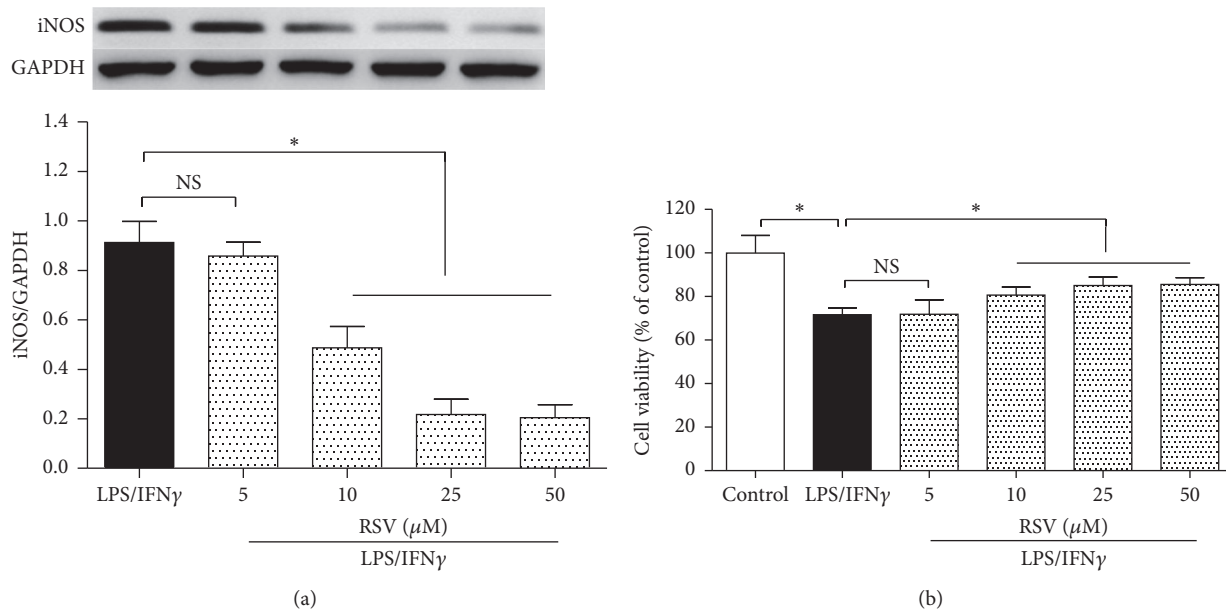 iNOS
GAPDH
1.4
1.2
1.0
0.8
0.6
0.4
0.2
0.0
iNOS/GAPDH
*
NS
LPS/IFNγ 5 10 25 50
RSV (μM)
LPS/IFNγ
(a)
120
100
80
60
40
20
0
Cell viability (% of control)
* *
NS
Control LPS/IFNγ 5 10 25 50
RSV (μM)
LPS/IFNγ
(b)